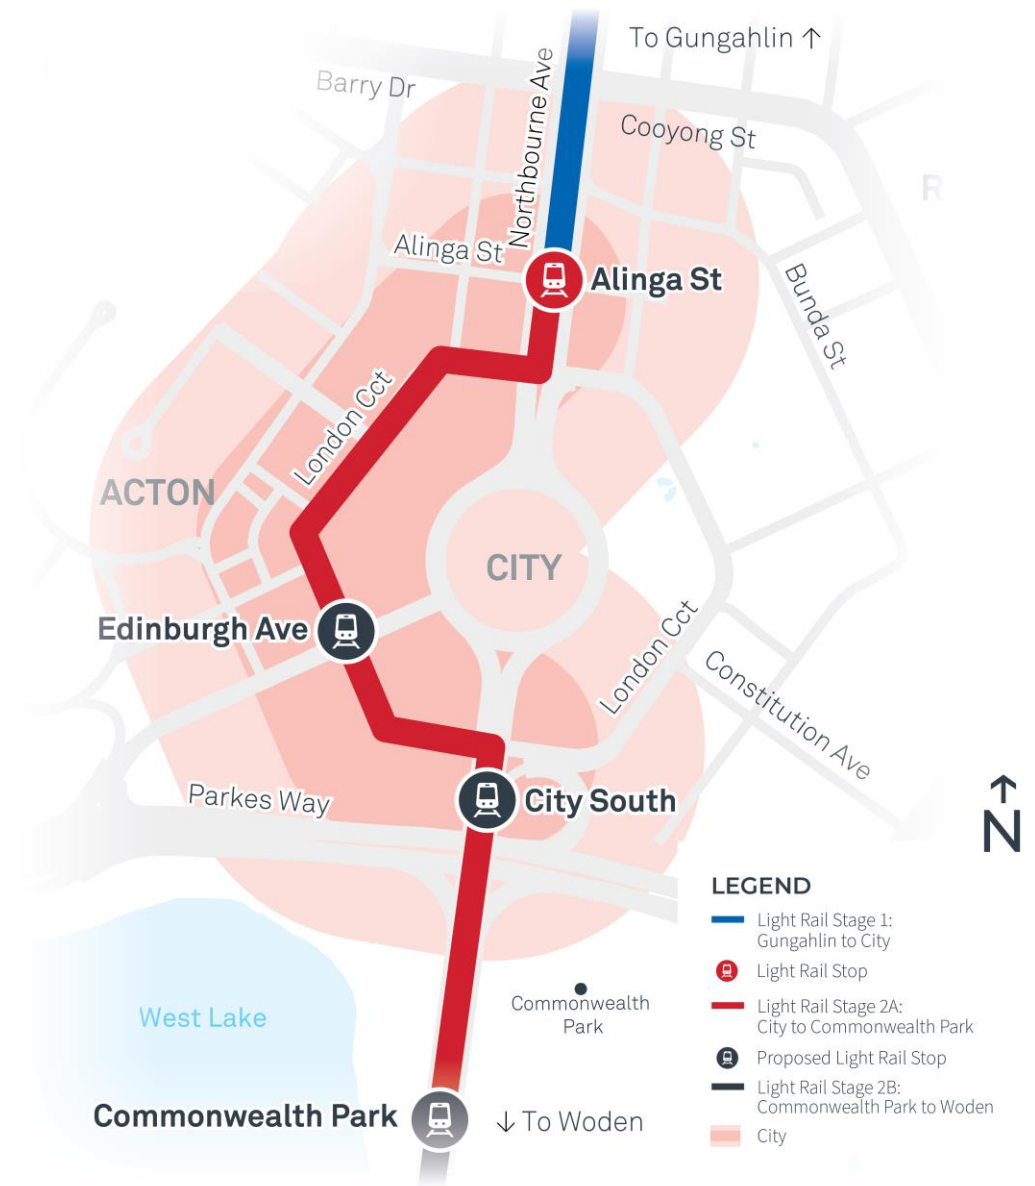 To Gungahlin ↑
Barry Dr
Northbourne Ave
Cooyong St
R
Alinga St
Alinga St
Bunda St
London Cct
ACTON
CITY
Edinburgh Ave
London Cct
Constitution Ave
Parkes Way
City South
↑
N
LEGEND
Light Rail Stage 1:
Gungahlin to City
Light Rail Stop
Light Rail Stage 2A:
City to Commonwealth Park
Proposed Light Rail Stop
Light Rail Stage 2B:
Commonwealth Park to Woden
City
Commonwealth
Park
West Lake
Commonwealth Park
↓ To Woden